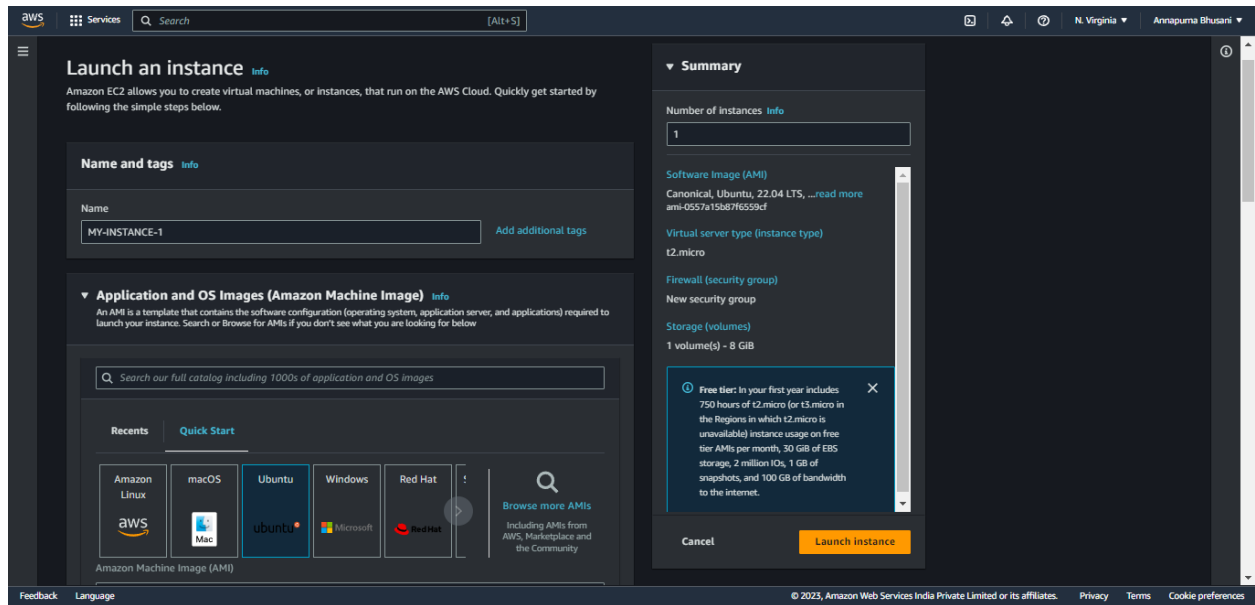 aws
Services
Search
[Alt+S]
N. Virginia
Annapurna Bhusani
Launch an instance Info
Amazon EC2 allows you to create virtual machines, or instances, that run on the AWS Cloud. Quickly get started by
following the simple steps below.
Name and tags Info
Name
MY-INSTANCE-1
Add additional tags
Application and OS Images (Amazon Machine Image) Info
An AMI is a template that contains the software configuration (operating system, application server, and applications) required to
launch your instance. Search or Browse for AMIs if you don't see what you are looking for below
Search our full catalog including 1000s of application and OS images
Recents
Quick Start
Amazon
Linux
aws
macOS
Mac
Ubuntu
ubuntu
Windows
Microsoft
Red Hat
Red Hat
Browse more AMIs
Including AMIs from
AWS, Marketplace and
the Community
Amazon Machine Image (AMI)
Summary
Number of instances Info
1
Software Image (AMI)
Canonical, Ubuntu, 22.04 LTS, ...read more
ami-0557a15b87f6559cf
Virtual server type (instance type)
t2.micro
Firewall (security group)
New security group
Storage (volumes)
1 volume(s) - 8 GiB
Free tier: In your first year includes
750 hours of t2.micro (or t3.micro in
the Regions in which t2.micro is
unavailable) instance usage on free
tier AMIs per month, 30 GiB of EBS
storage, 2 million IOs, 1 GB of
snapshots, and 100 GB of bandwidth
to the internet.
Cancel
Launch instance
Feedback
Language
© 2023, Amazon Web Services India Private Limited or its affiliates.
Privacy
Terms
Cookie preferences